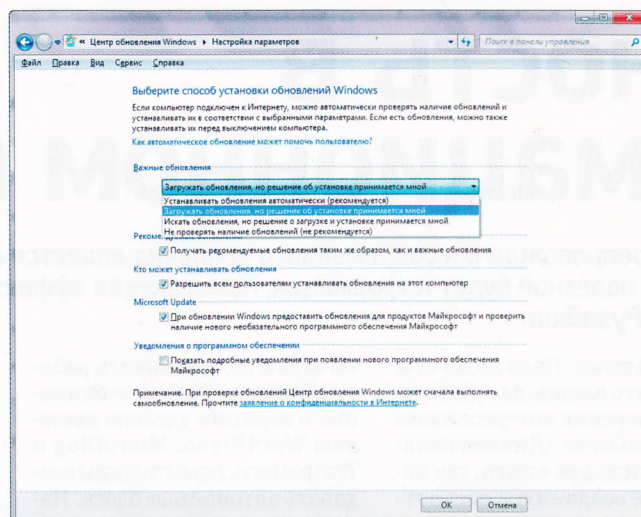 « Центр обновления Windows ▸ Настройка параметров
Поиск в панели управления
Файл Правка Вид Сервис Справка
Выберите способ установки обновлений Windows
Если компьютер подключен к Интернету, можно автоматически проверять наличие обновлений и
устанавливать их в соответствии с выбранными параметрами. Если есть обновления, можно также
устанавливать их перед выключением компьютера.
Как автоматическое обновление может помочь пользователю?
Важные обновления
Загружать обновления, но решение об установке принимается мной
Устанавливать обновления автоматически (рекомендуется)
Загружать обновления, но решение об установке принимается мной
Искать обновления, но решение о загрузке и установке принимается мной
Не проверять наличие обновлений (не рекомендуется)
Получать рекомендуемые обновления таким же образом, как и важные обновления
Кто может устанавливать обновления
Разрешить всем пользователям устанавливать обновления на этот компьютер
Microsoft Update
При обновлении Windows предоставить обновления для продуктов Майкрософт и проверить
наличие нового необязательного программного обеспечения Майкрософт
Уведомления о программном обеспечении
Показать подробные уведомления при появлении нового программного обеспечения
Майкрософт
Примечание. При проверке обновлений Центр обновления Windows может сначала выполнять
самообновление. Прочтите заявление о конфиденциальности в Интернете.
ОК Отмена